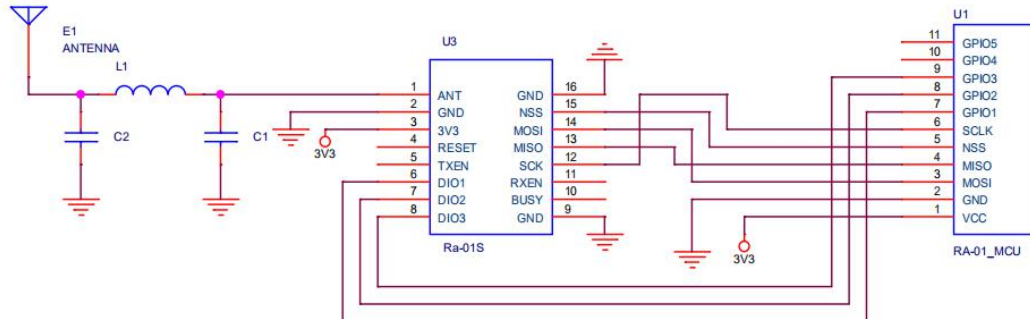 E1
ANTENNA
L1
C2
C1
U3
1 ANT
2 GND
3 3V3
4 RESET
5 TXEN
6 DIO1
7 DIO2
8 DIO3
GND 16
NSS 15
MOSI 14
MISO 13
SCK 12
RXEN 11
BUSY 10
GND 9
3V3
Ra-01S
U1
11 GPIO5
10 GPIO4
9 GPIO3
8 GPIO2
7 GPIO1
6 SCLK
5 NSS
4 MISO
3 MOSI
2 GND
1 VCC
3V3
RA-01_MCU